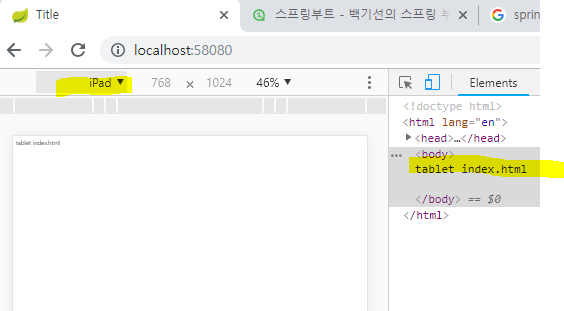 Title
스프링부트 - 백기선의 스프링
sprin
localhost:58080
iPad ▼ 768 × 1024 46% ▼
Elements
<!doctype html>
<html lang="en">
▶<head>…</head>
… <body>
tablet index.html
</body> == $0
</html>
tablet index.html